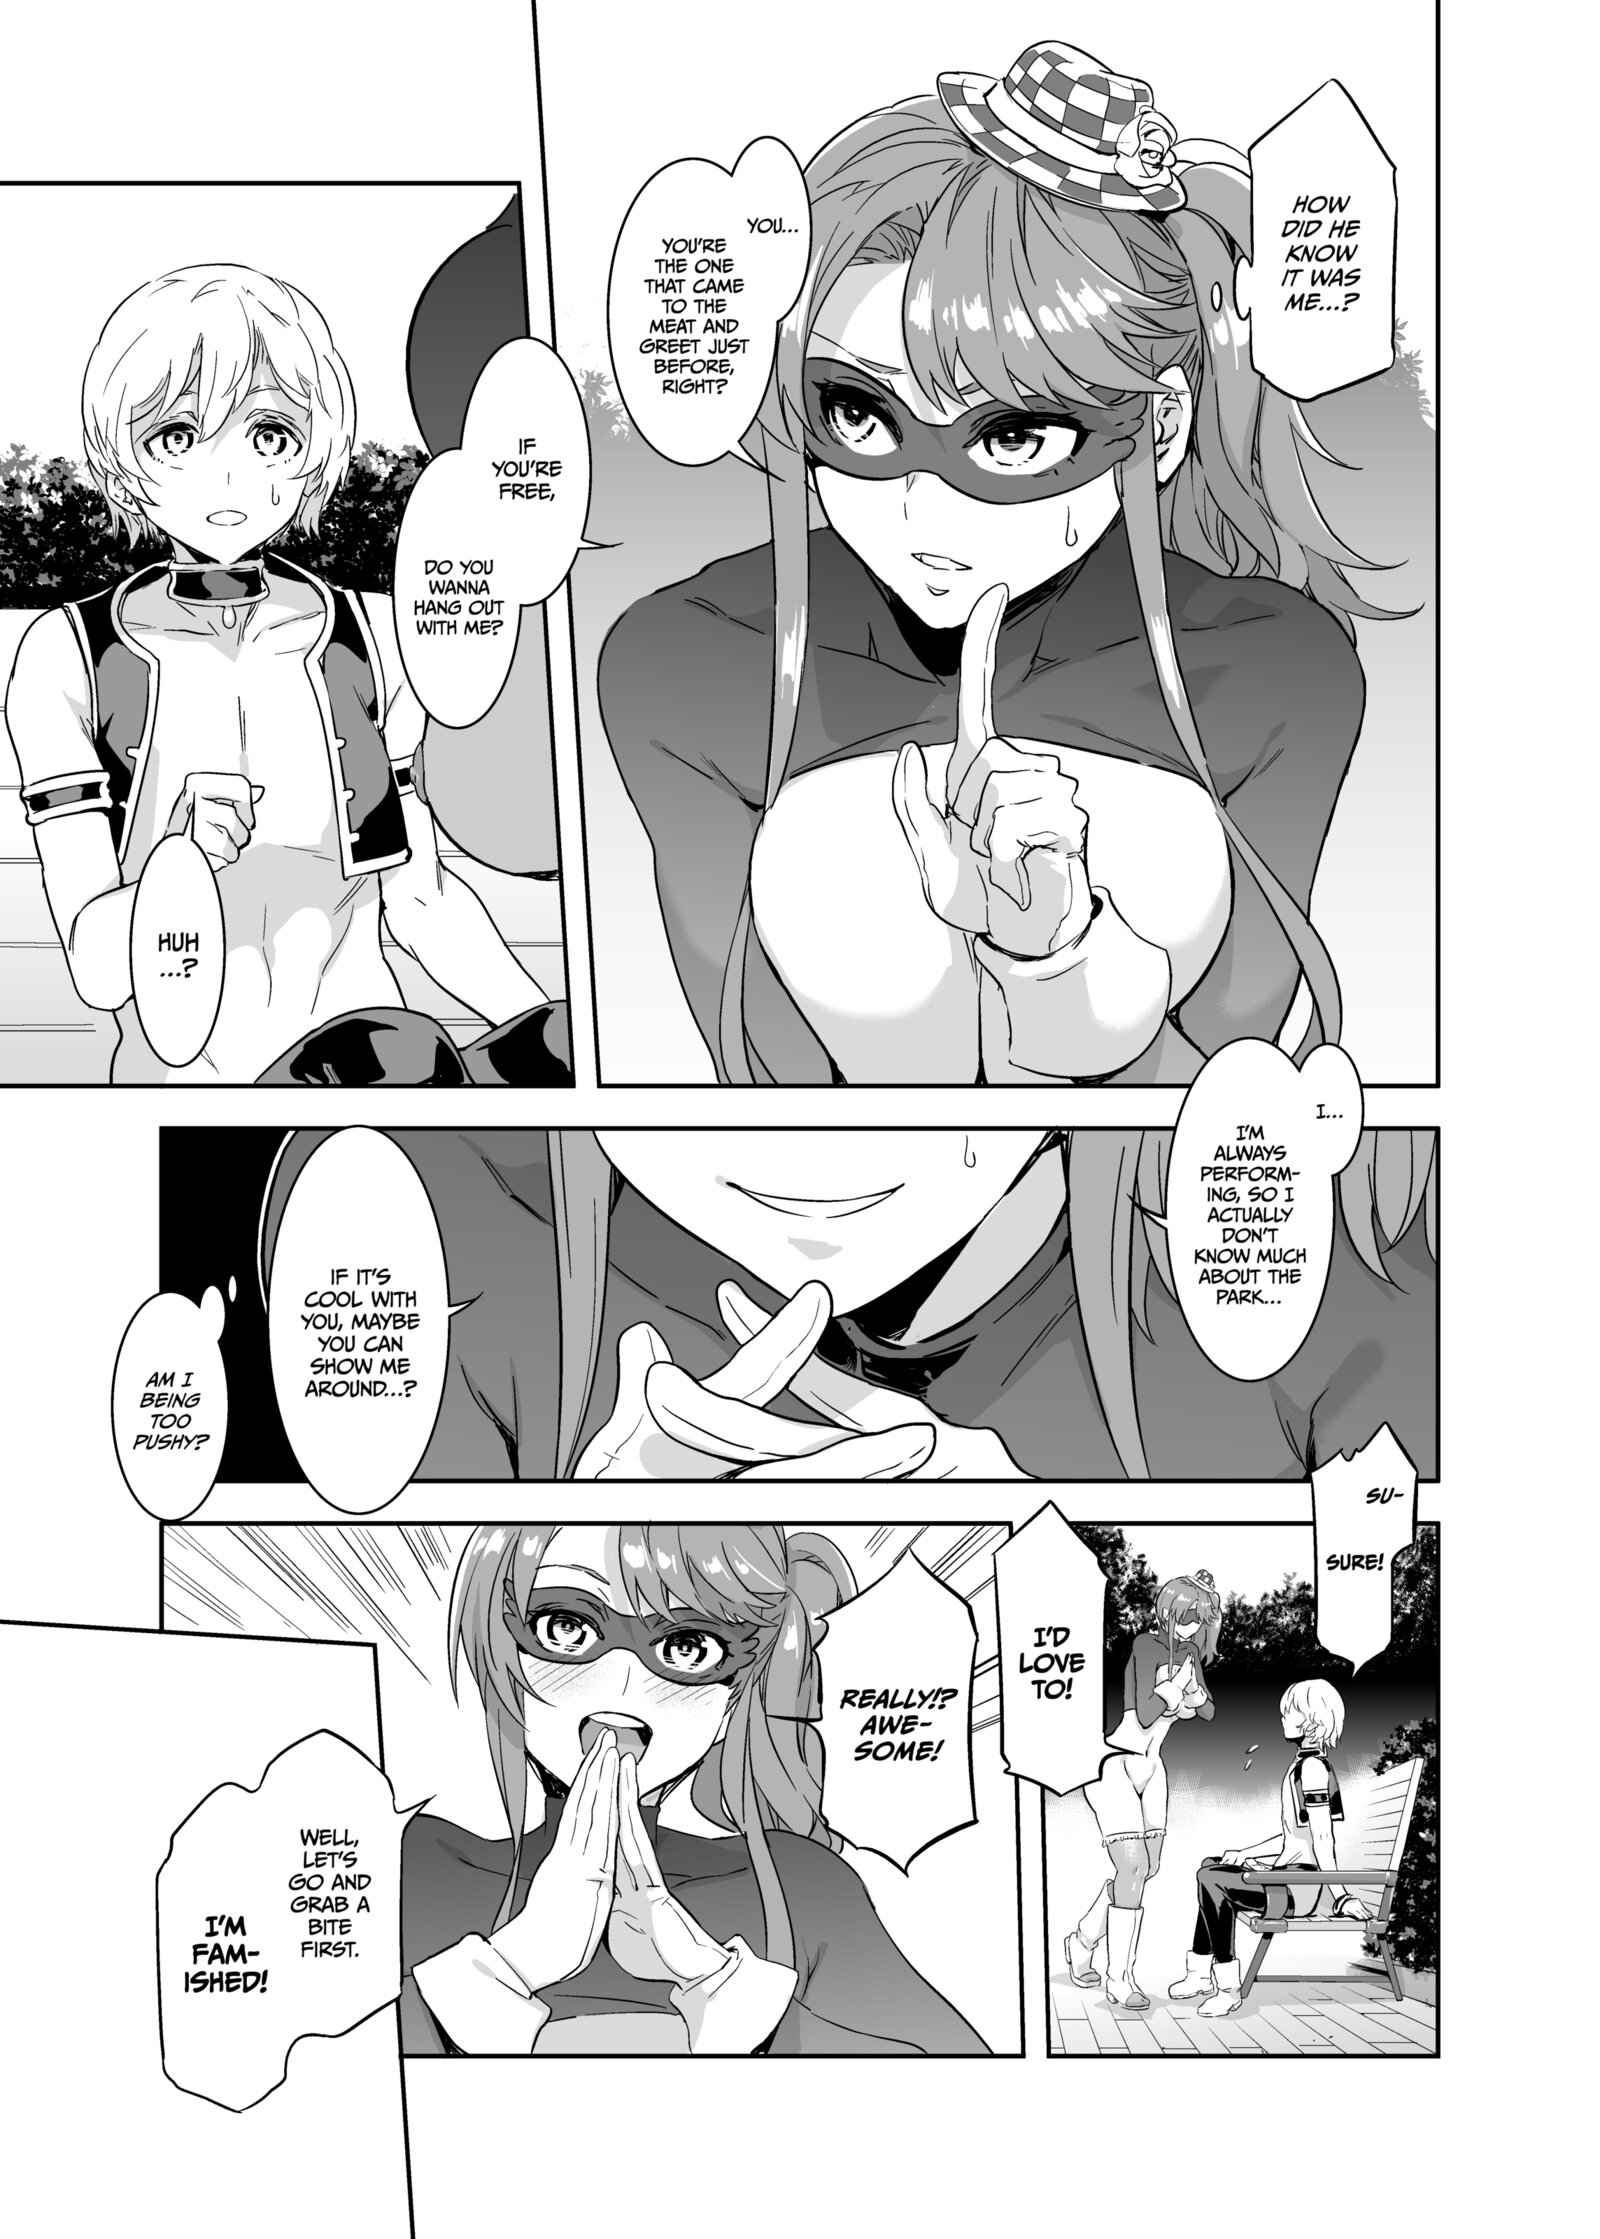 HOW
DID HE
KNOW
IT WAS
ME...?
YOU...
YOU'RE
THE ONE
THAT CAME
TO THE
MEAT AND
GREET JUST
BEFORE,
RIGHT?
IF
YOU'RE
FREE,
DO YOU
WANNA
HANG OUT
WITH ME?
HUH
...?
I...
I'M
ALWAYS
PERFORM-
ING, SO I
ACTUALLY
DON'T
KNOW MUCH
ABOUT THE
PARK...
IF IT'S
COOL WITH
YOU, MAYBE
YOU CAN
SHOW ME
AROUND...?
AM I
BEING
TOO
PUSHY?
SU-
SURE!
I'D
LOVE
TO!
REALLY!?
AWE-
SOME!
WELL,
LET'S
GO AND
GRAB A
BITE
FIRST.
I'M
FAM-
ISHED!